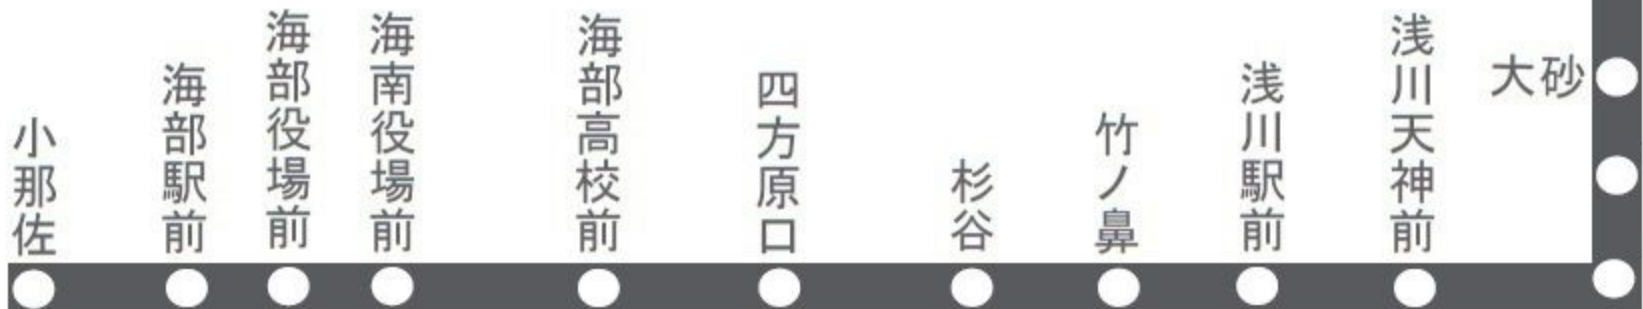 小那佐
海部駅前
海部役場前
海南役場前
海部高校前
四方原口
杉谷
竹ノ鼻
浅川駅前
浅川天神前
大砂